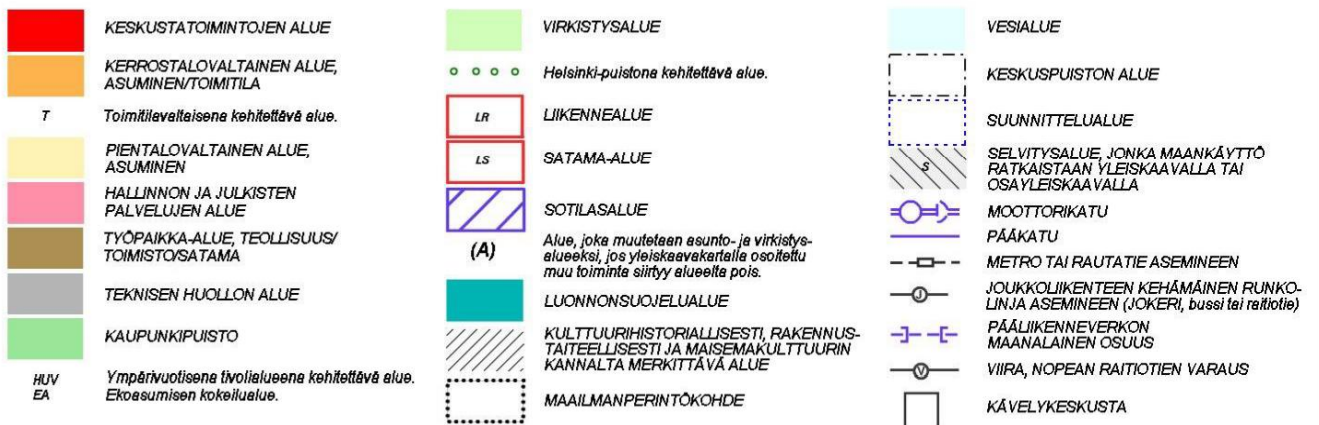 KESKUSTATOIMINTOJEN ALUE
KERROSTALOVALTAINEN ALUE,
ASUMINEN/TOIMITILA
T
Toimitilavaltaisena kehitettävä alue.
PIENTALOVALTAINEN ALUE,
ASUMINEN
HALLINNON JA JULKISTEN
PALVELUJEN ALUE
TYÖPAIKKA-ALUE, TEOLLISUUS/
TOIMISTO/SATAMA
TEKNISEN HUOLLON ALUE
KAUPUNKIPUISTO
HUV Ympärivuotisena tivolialueena kehitettävä alue.
EA Ekoasumisen kokeilualue.
VIRKISTYSALUE
Helsinki-puistona kehitettävä alue.
LR LIIKENNEALUE
LS SATAMA-ALUE
SOTILASALUE
(A) Alue, joka muutetaan asunto- ja virkistys-
alueeksi, jos yleiskaavakartalla osoitettu
muu toiminta siirtyy alueelta pois.
LUONNONSUOJELUALUE
KULTTUURIHISTORIALLISESTI, RAKENNUS-
TAITEELLISESTI JA MAISEMAKULTTUURIN
KANNALTA MERKITTÄVÄ ALUE
MAAILMANPERINTÖKOHDE
VESIALUE
KESKUSPUISTON ALUE
SUUNNITTELUALUE
S SELVITYSALUE, JONKA MAANKÄYTTÖ
RATKAISTAAN YLEISKAAVALLA TAI
OSAYLEISKAAVALLA
MOOTTORIKATU
PÄÄKATU
METRO TAI RAUTATIE ASEMINEEN
J JOUKKOLIIKENTEEN KEHÄMÄINEN RUNKO-
LINJA ASEMINEEN (JOKERI, bussi tai raitiotie)
PÄÄLIIKENNEVERKON
MAANALAINEN OSUUS
V VIIRA, NOPEAN RAITIOTIEN VARAUS
KÄVELYKESKUSTA